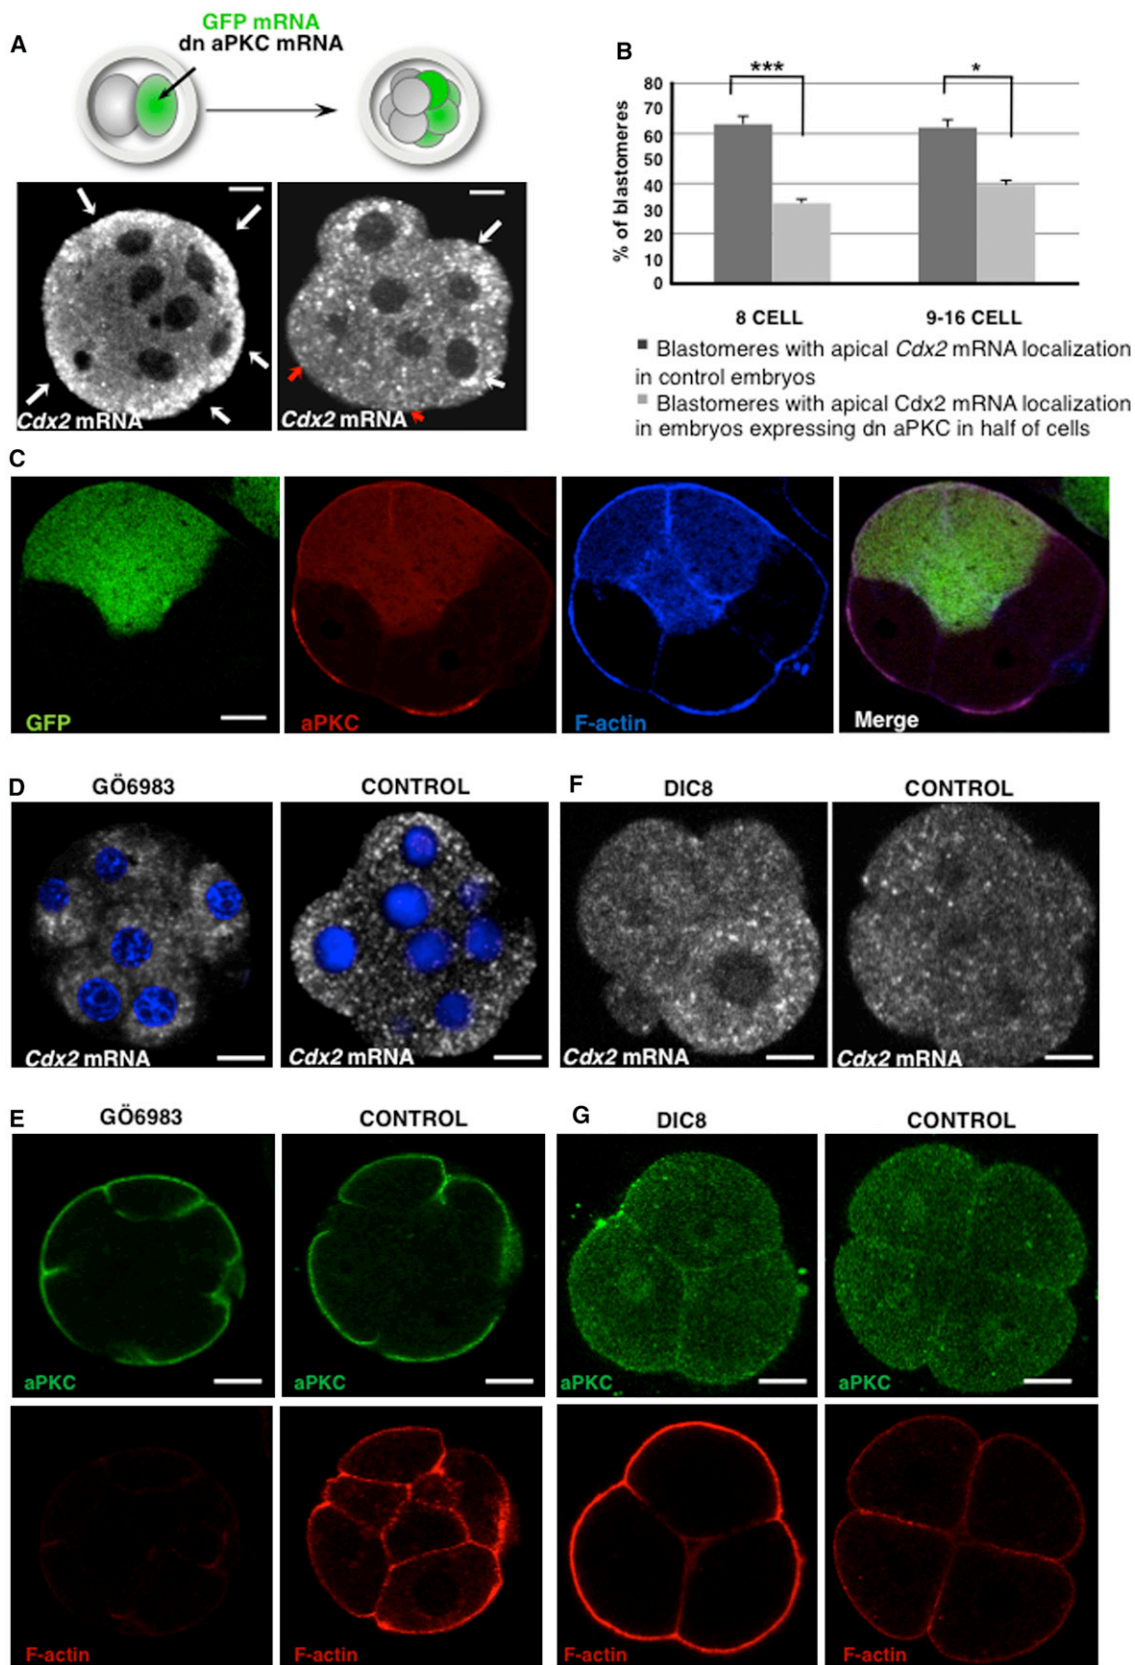 A
GFP mRNA
dn aPKC mRNA
Cdx2 mRNA
Cdx2 mRNA
B
% of blastomeres
80
70
60
50
40
30
20
10
0
***
*
8 CELL
9-16 CELL
Blastomeres with apical Cdx2 mRNA localization
in control embryos
Blastomeres with apical Cdx2 mRNA localization
in embryos expressing dn aPKC in half of cells
C
GFP
aPKC
F-actin
Merge
D
GÖ6983
CONTROL
Cdx2 mRNA
Cdx2 mRNA
F
DIC8
CONTROL
Cdx2 mRNA
Cdx2 mRNA
E
GÖ6983
CONTROL
aPKC
aPKC
F-actin
F-actin
G
DIC8
CONTROL
aPKC
aPKC
F-actin
F-actin